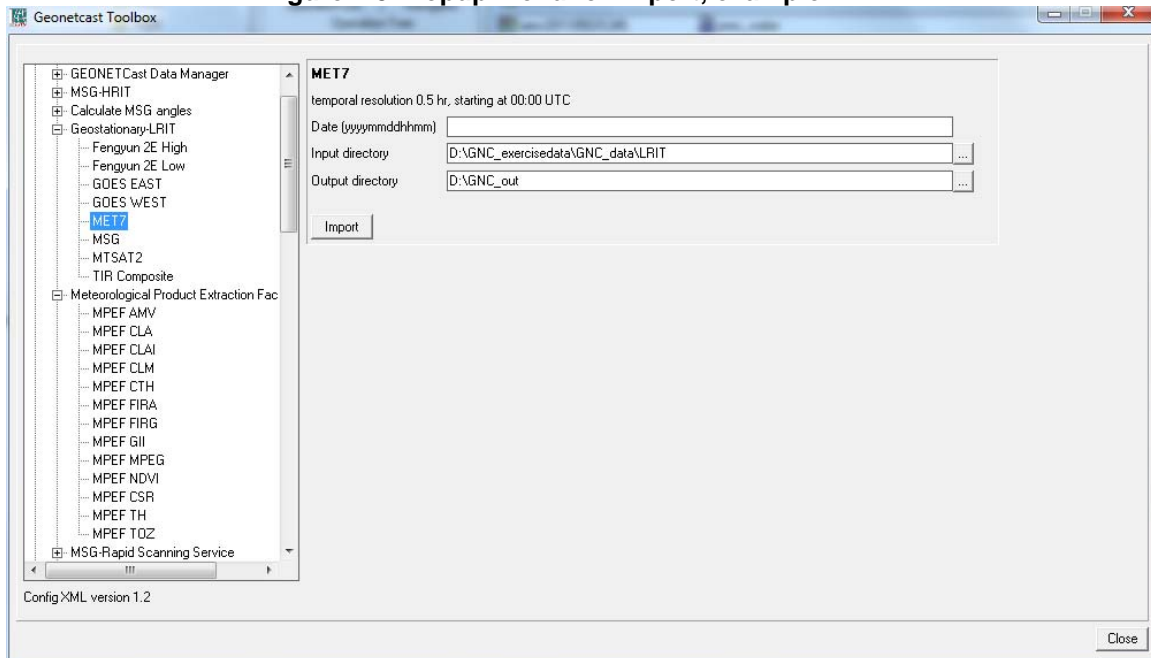 Geonetcast Toolbox
GEONETCast Data Manager
MSG-HRIT
Calculate MSG angles
Geostationary-LRIT
Fengyun 2E High
Fengyun 2E Low
GOES EAST
GOES WEST
MET7
MSG
MTSAT2
TIR Composite
Meteorological Product Extraction Fac
MPEF AMV
MPEF CLA
MPEF CLAI
MPEF CLM
MPEF CTH
MPEF FIRA
MPEF FIRG
MPEF GII
MPEF MPEG
MPEF NDVI
MPEF CSR
MPEF TH
MPEF TOZ
MSG-Rapid Scanning Service
Config XML version 1.2
MET7
temporal resolution 0.5 hr, starting at 00:00 UTC
Date (yyyymmddhhmm)
Input directory D:\GNC_exercisedata\GNC_data\LRIT ...
Output directory D:\GNC_out ...
Import
Close